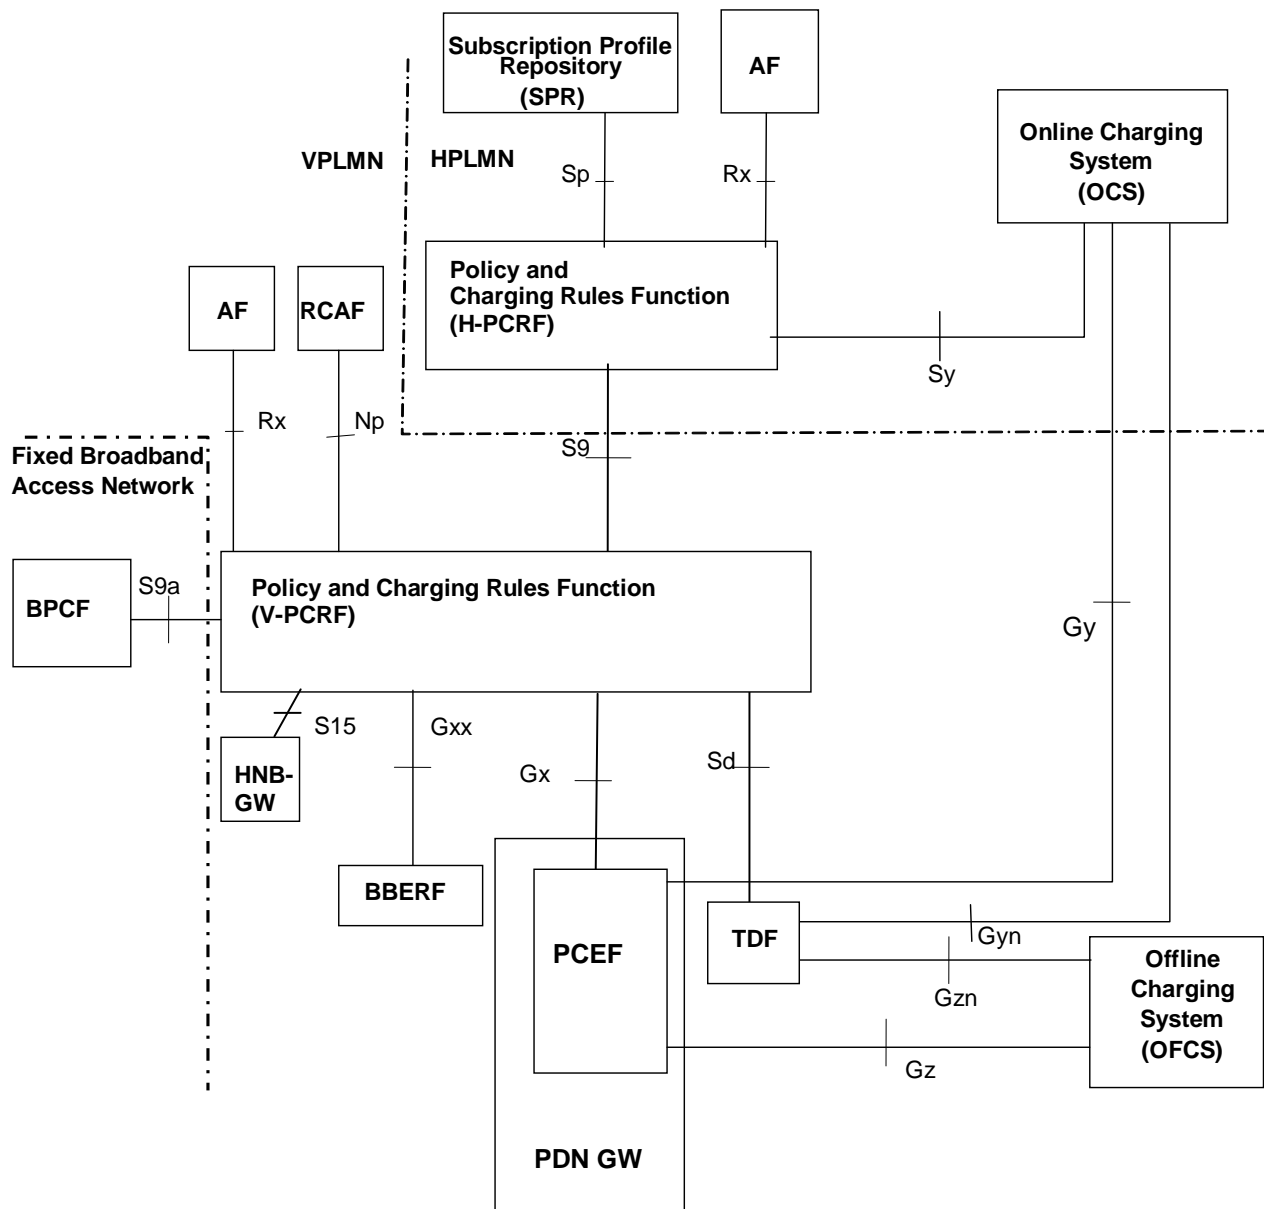 Subscription Profile
Repository
(SPR)
AF
Online Charging
System
(OCS)
VPLMN
HPLMN
Sp
Rx
Policy and
Charging Rules Function
(H-PCRF)
AF
RCAF
Sy
Rx
Np
S9
Fixed Broadband
Access Network
S9a
BPCF
Policy and Charging Rules Function
(V-PCRF)
Gy
S15
Gxx
Gx
Sd
HNB-
GW
BBERF
PCEF
TDF
Gyn
Gzn
Offline
Charging
System
(OFCS)
Gz
PDN GW